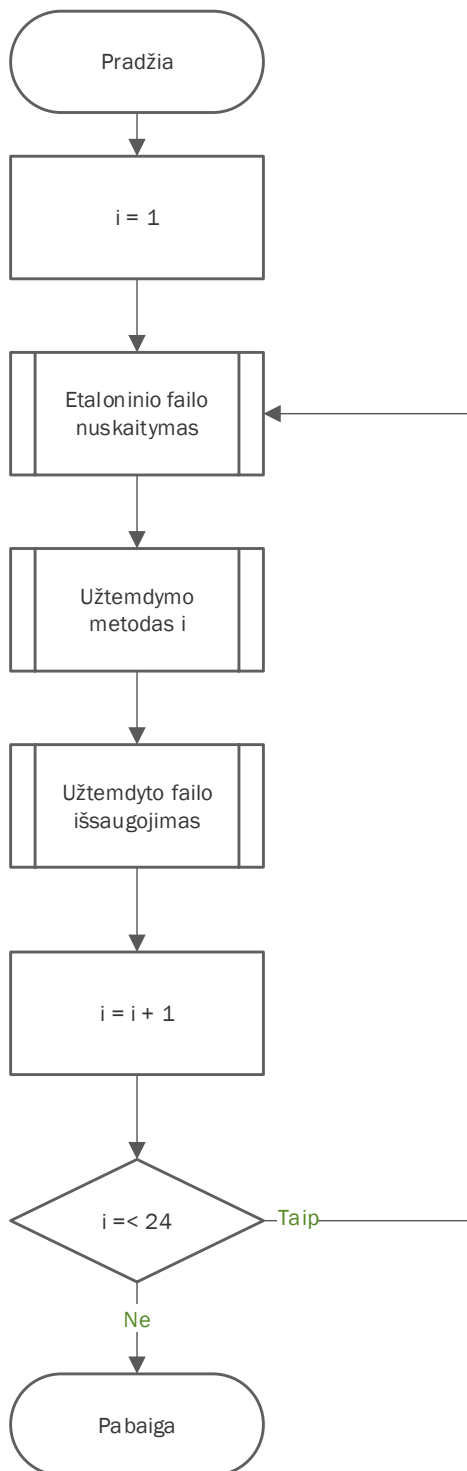 Pradžia
i = 1
Etaloninio failo
nuskaitymas
Užtemdymo
metodas i
Užtemdyto failo
išsaugojimas
i = i + 1
i =< 24
Taip
Ne
Pabaiga